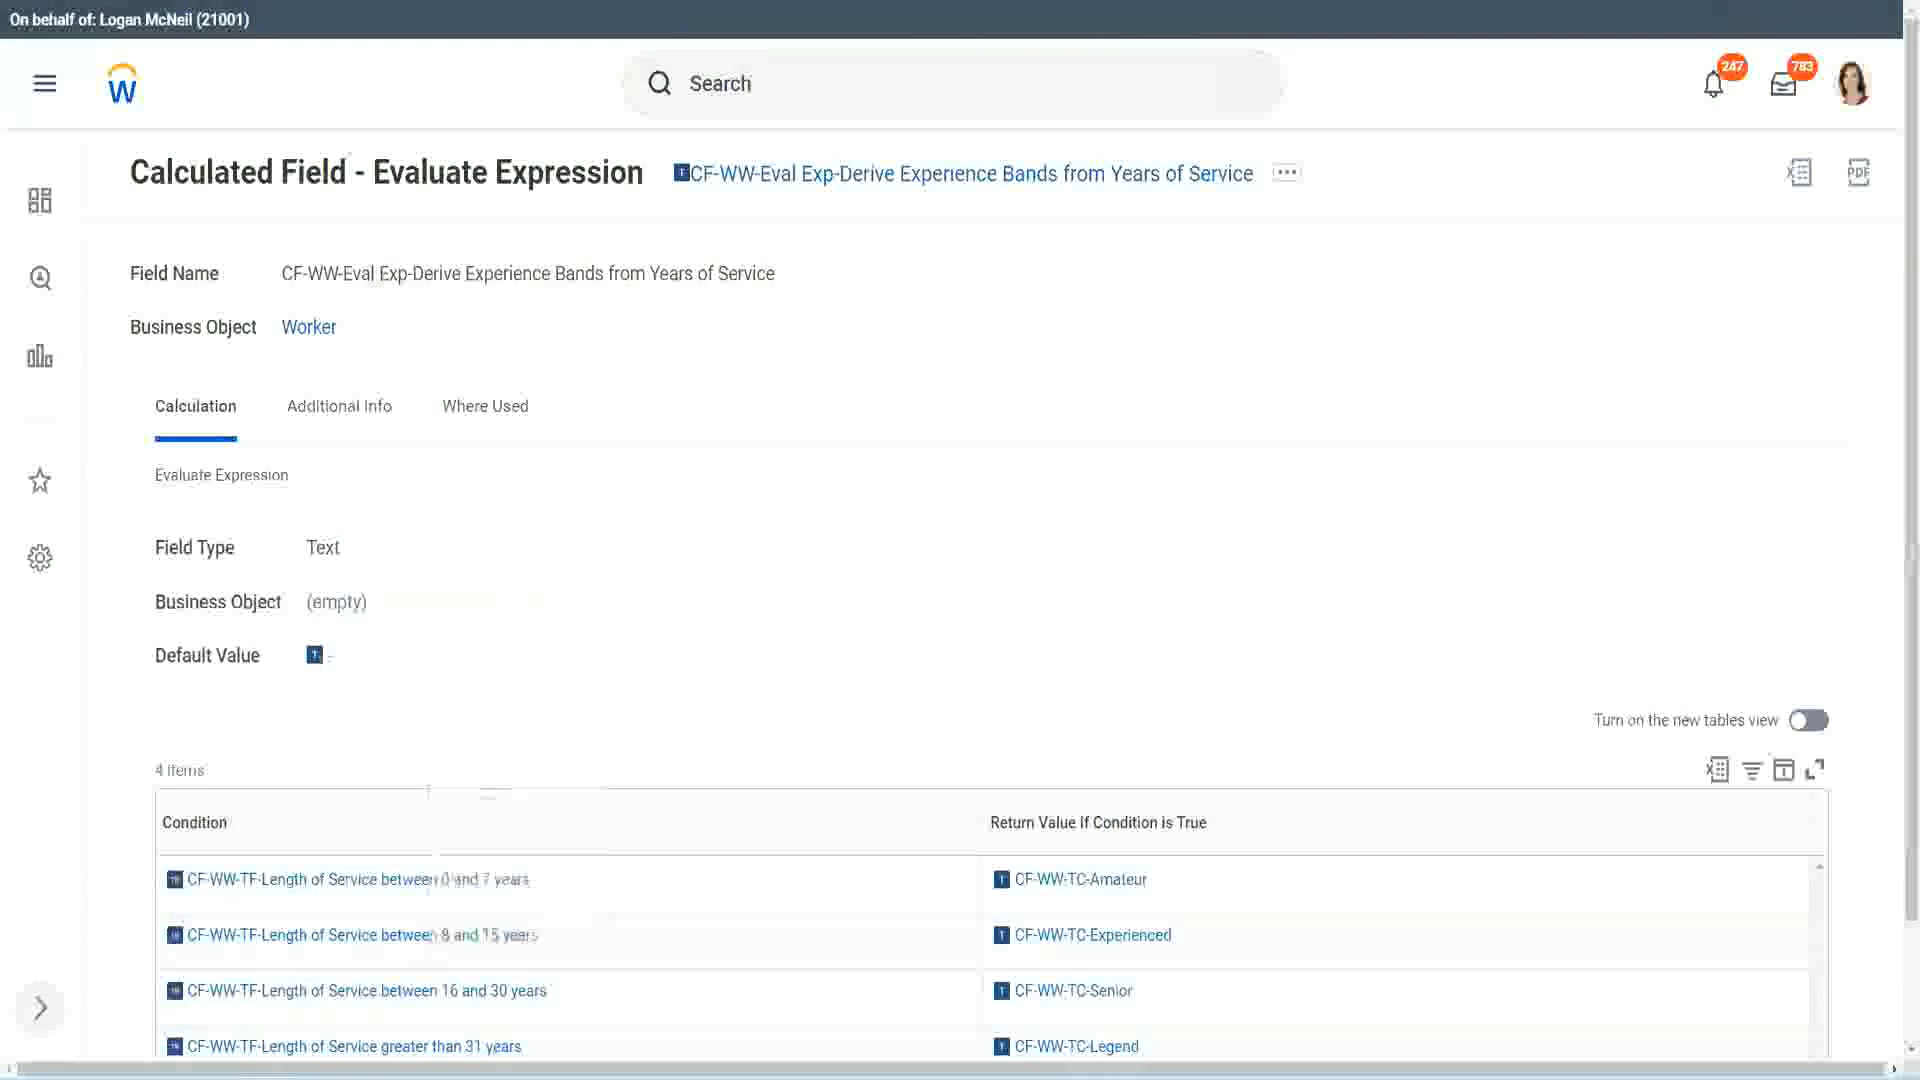 On behalf of: Logan McNeil (21001)
Search
247
783
Calculated Field - Evaluate Expression
CF-WW-Eval Exp-Derive Experience Bands from Years of Service
PDF
Field Name CF-WW-Eval Exp-Derive Experience Bands from Years of Service
Business Object Worker
Calculation Additional Info Where Used
Evaluate Expression
Field Type Text
Business Object (empty)
Default Value -
Turn on the new tables view
4 items
Condition Return Value If Condition is True
CF-WW-TF-Length of Service between 0 and 7 years CF-WW-TC-Amateur
CF-WW-TF-Length of Service between 8 and 15 years CF-WW-TC-Experienced
CF-WW-TF-Length of Service between 16 and 30 years CF-WW-TC-Senior
CF-WW-TF-Length of Service greater than 31 years CF-WW-TC-Legend